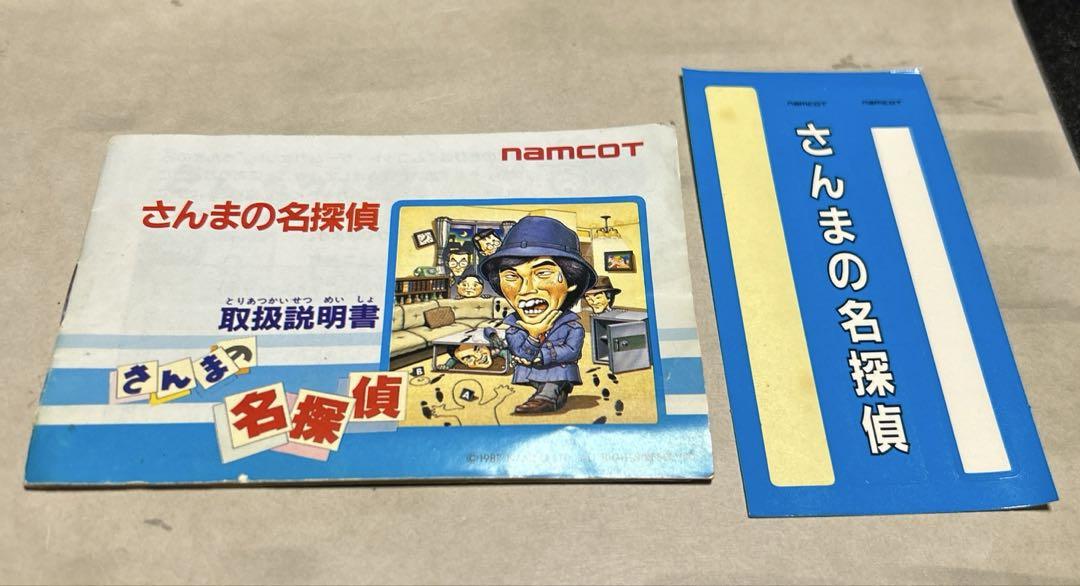 namcot
さんまの名探偵
とりあつかいせつ めい しょ
取扱説明書
さんまの
名探偵
B
A
namcot
namcot
さんまの名探偵